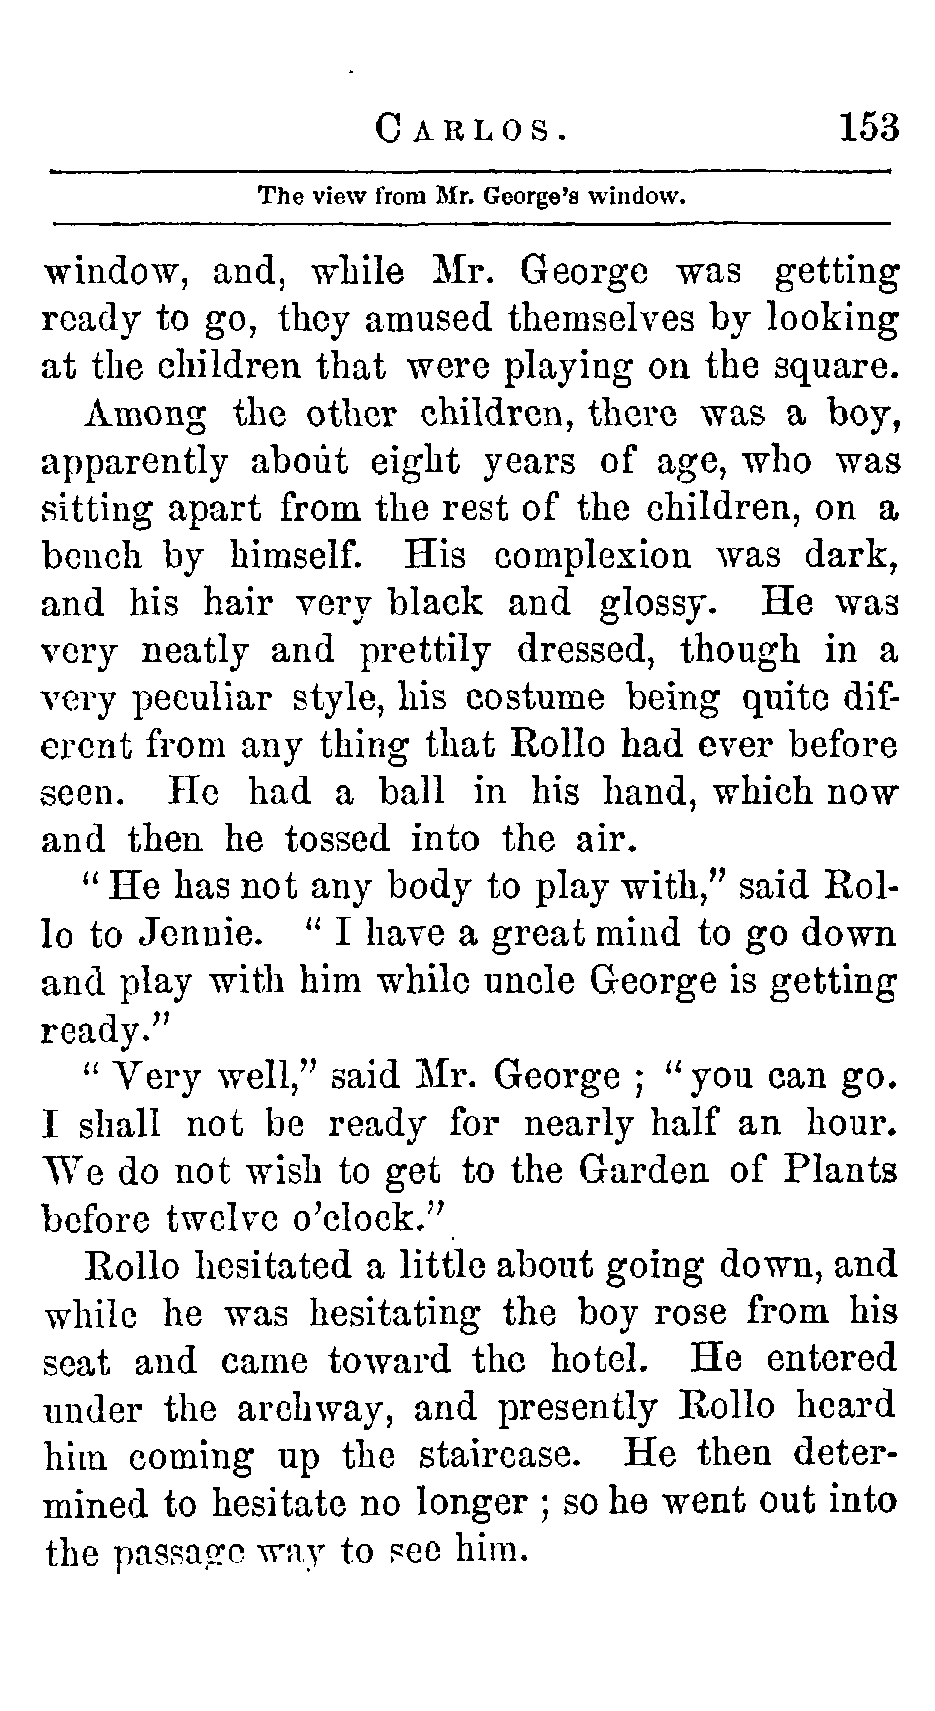 CARLOS. 153
The view from Mr. George's window.
window, and, while Mr. George was getting
ready to go, they amused themselves by looking
at the children that were playing on the square.
Among the other children, there was a boy,
apparently about eight years of age, who was
sitting apart from the rest of the children, on a
bench by himself. His complexion was dark,
and his hair very black and glossy. He was
very neatly and prettily dressed, though in a
very peculiar style, his costume being quite dif-
erent from any thing that Rollo had ever before
seen. He had a ball in his hand, which now
and then he tossed into the air.
“ He has not any body to play with,” said Rol-
lo to Jennie. “ I have a great mind to go down
and play with him while uncle George is getting
ready.”
“ Very well,” said Mr. George ; “ you can go.
I shall not be ready for nearly half an hour.
We do not wish to get to the Garden of Plants
before twelve o'clock.”
Rollo hesitated a little about going down, and
while he was hesitating the boy rose from his
seat and came toward the hotel. He entered
under the archway, and presently Rollo heard
him coming up the staircase. He then deter-
mined to hesitate no longer ; so he went out into
the passage way to see him.